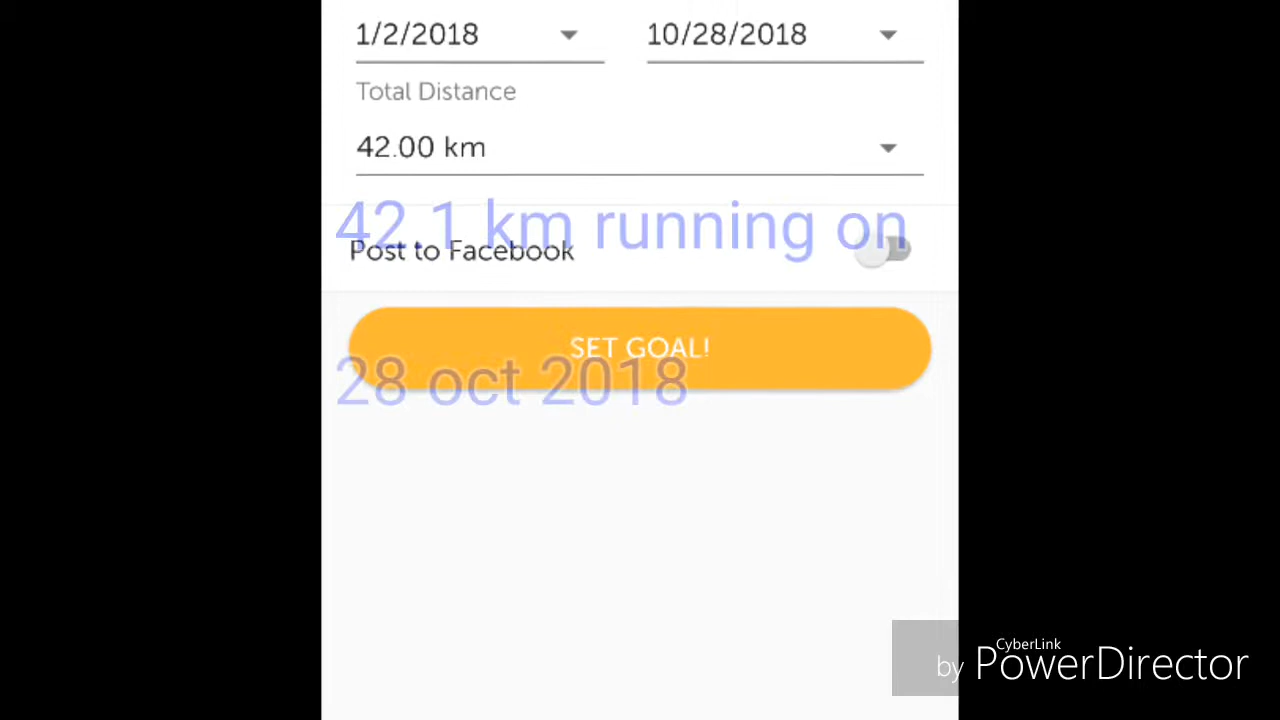 1/2/2018 10/28/2018
Total Distance
42.00 km
42.1 km running on
Post to Facebook
SET GOAL!
28 oct 2018
CyberLink
by PowerDirector